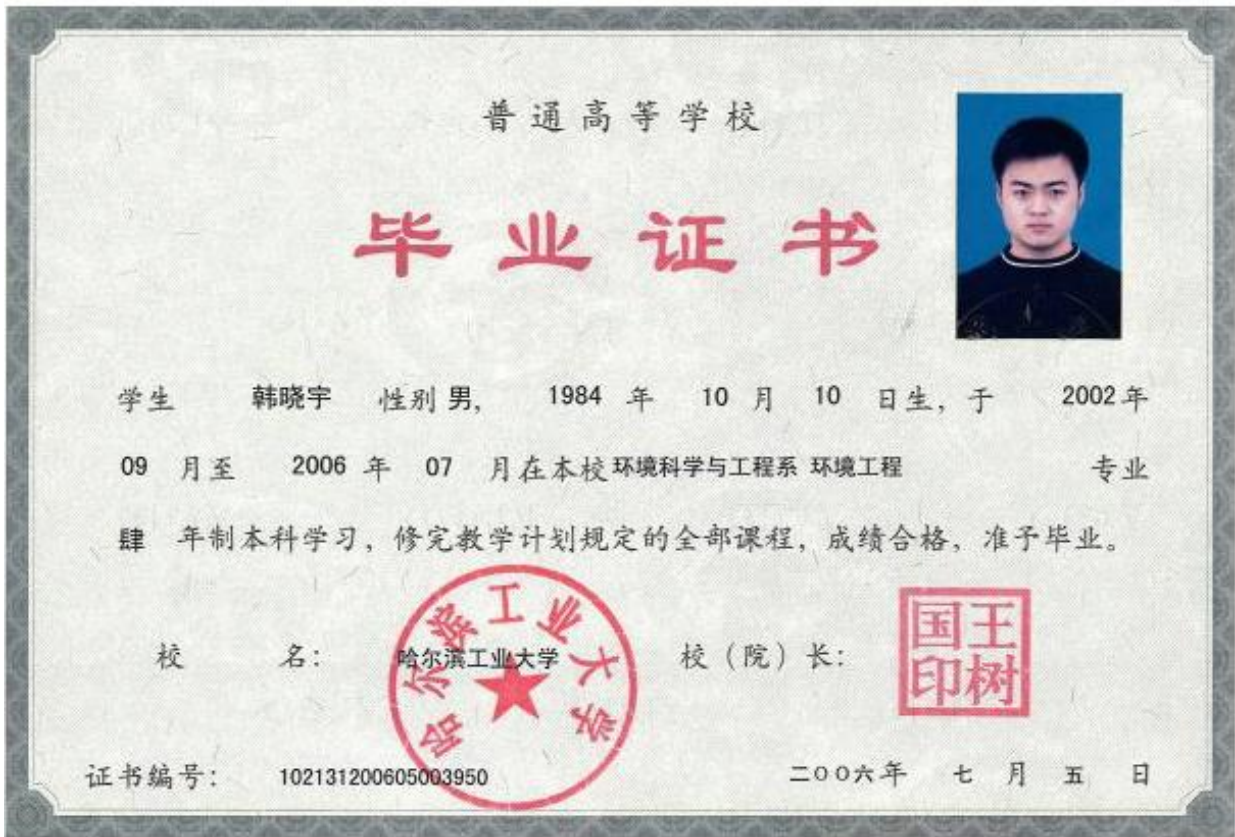 普通高等学校
毕业证书
学生 韩晓宇 性别 男， 1984 年 10 月 10 日生，于 2002 年
09 月至 2006 年 07 月在本校 环境科学与工程系 环境工程 专业
肆 年制本科学习，修完教学计划规定的全部课程，成绩合格，准予毕业。
校 名： 哈尔滨工业大学 校（院）长：
哈尔滨工业大学
王树国印
证书编号： 102131200605003950 二〇〇六年 七 月 五 日